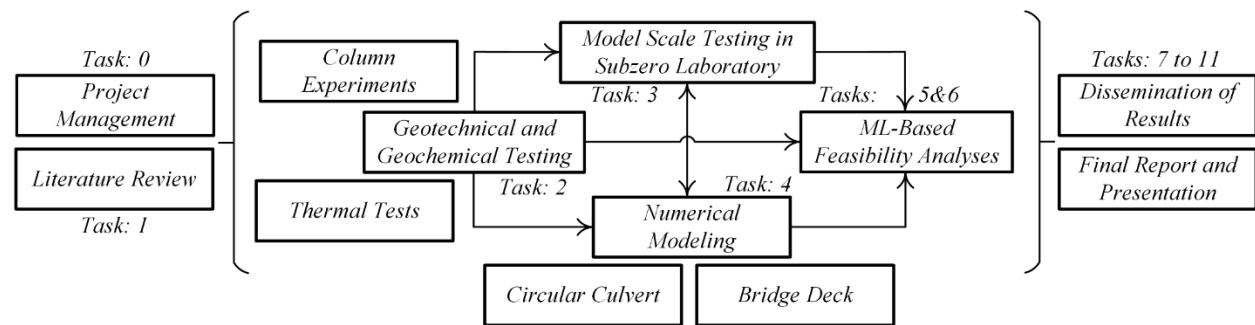 Task: 0
Project
Management
Literature Review
Task: 1
Column
Experiments
Geotechnical and
Geochemical Testing
Task: 2
Thermal Tests
Model Scale Testing in
Subzero Laboratory
Task: 3
Tasks: 5&6
ML-Based
Feasibility Analyses
Task: 4
Numerical
Modeling
Circular Culvert
Bridge Deck
Tasks: 7 to 11
Dissemination of
Results
Final Report and
Presentation